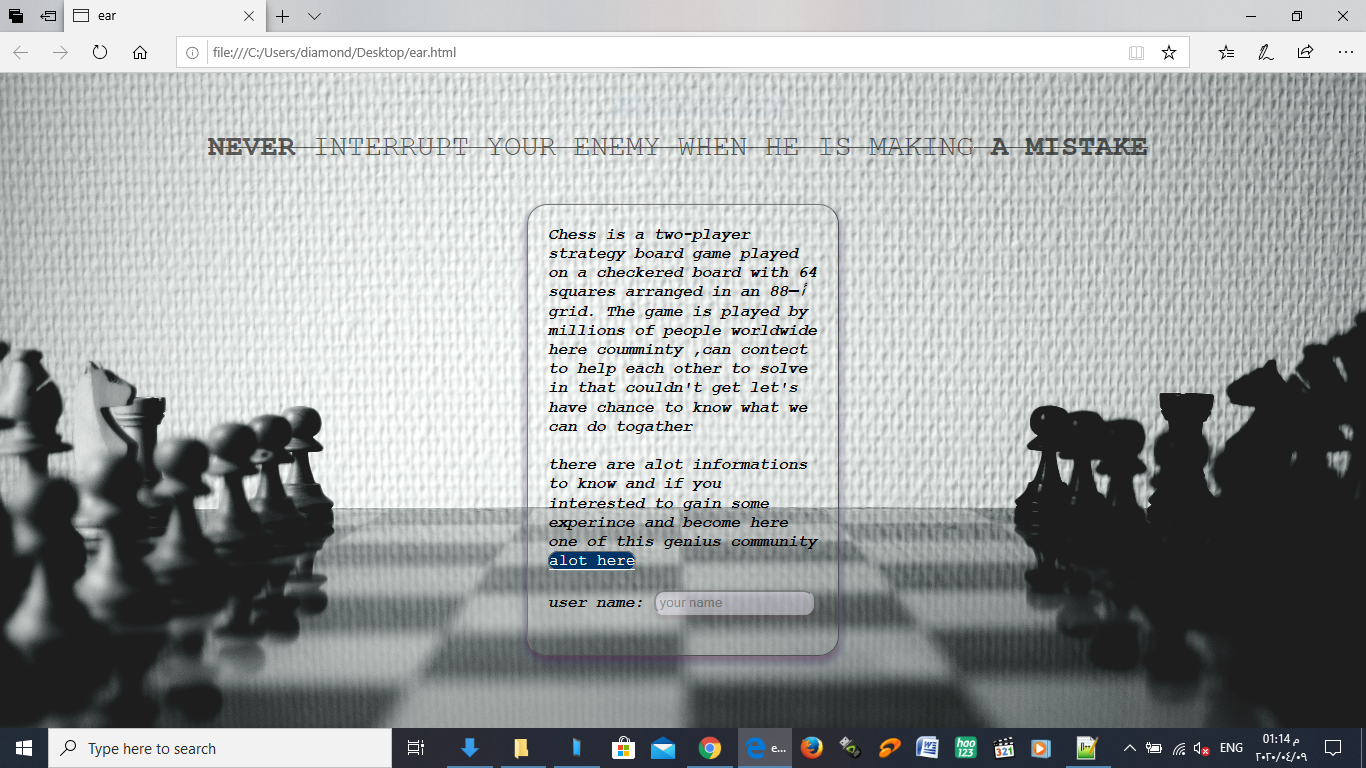 ear
file:///C:/Users/diamond/Desktop/ear.html
NEVER INTERRUPT YOUR ENEMY WHEN HE IS MAKING A MISTAKE
Chess is a two-player
strategy board game played
on a checkered board with 64
squares arranged in an 88–أ
grid. The game is played by
millions of people worldwide
here coumminty ,can contect
to help each other to solve
in that couldn't get let's
have chance to know what we
can do togather
there are alot informations
to know and if you
interested to gain some
experince and become here
one of this genius community
alot here
user name: your name
Type here to search
e...
hao
123
321
ENG
01:14 م
٢٠٢٠/٠٤/٠٩